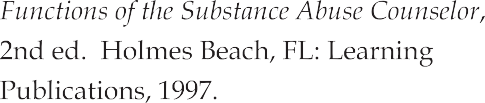 Functions of the Substance Abuse Counselor,
2nd ed. Holmes Beach, FL: Learning
Publications, 1997.